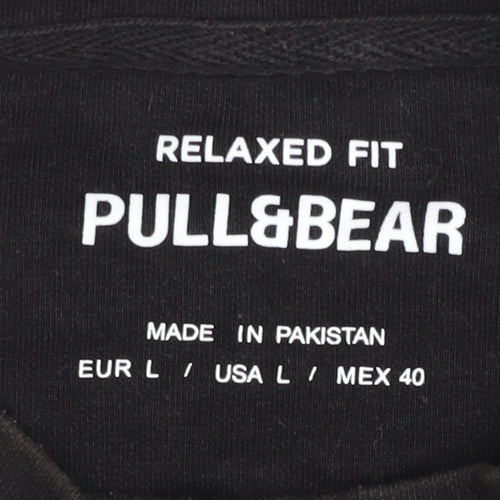 RELAXED FIT
PULL&BEAR
MADE IN PAKISTAN
EUR L / USA L / MEX 40